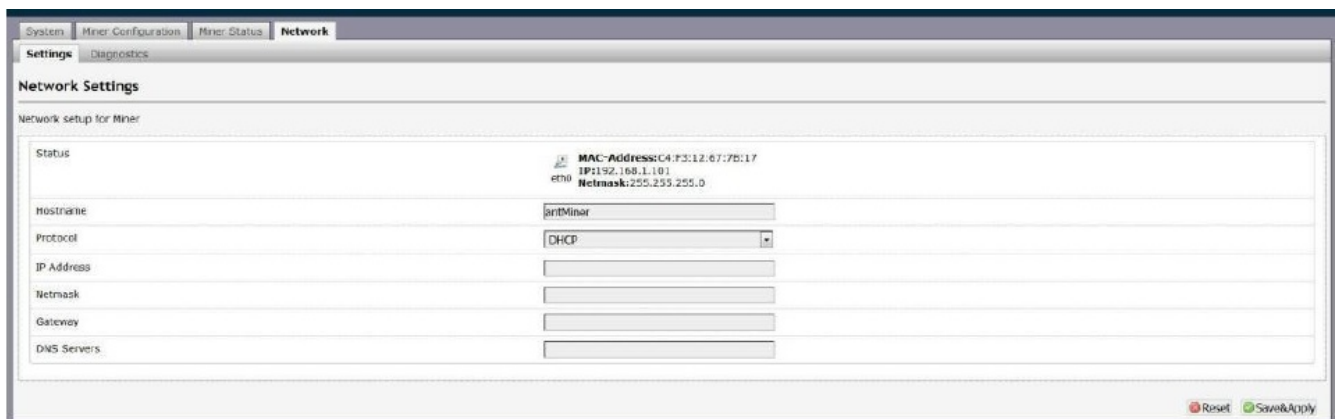 System Miner Configuration Miner Status Network
Settings Diagnostics
Network Settings
Network setup for Miner
Status
MAC-Address:C4:F3:12:67:7B:17
IP:192.168.1.101
eth0
Netmask:255.255.255.0
Hostname antMiner
Protocol DHCP
IP Address
Netmask
Gateway
DNS Servers
Reset Save&Apply